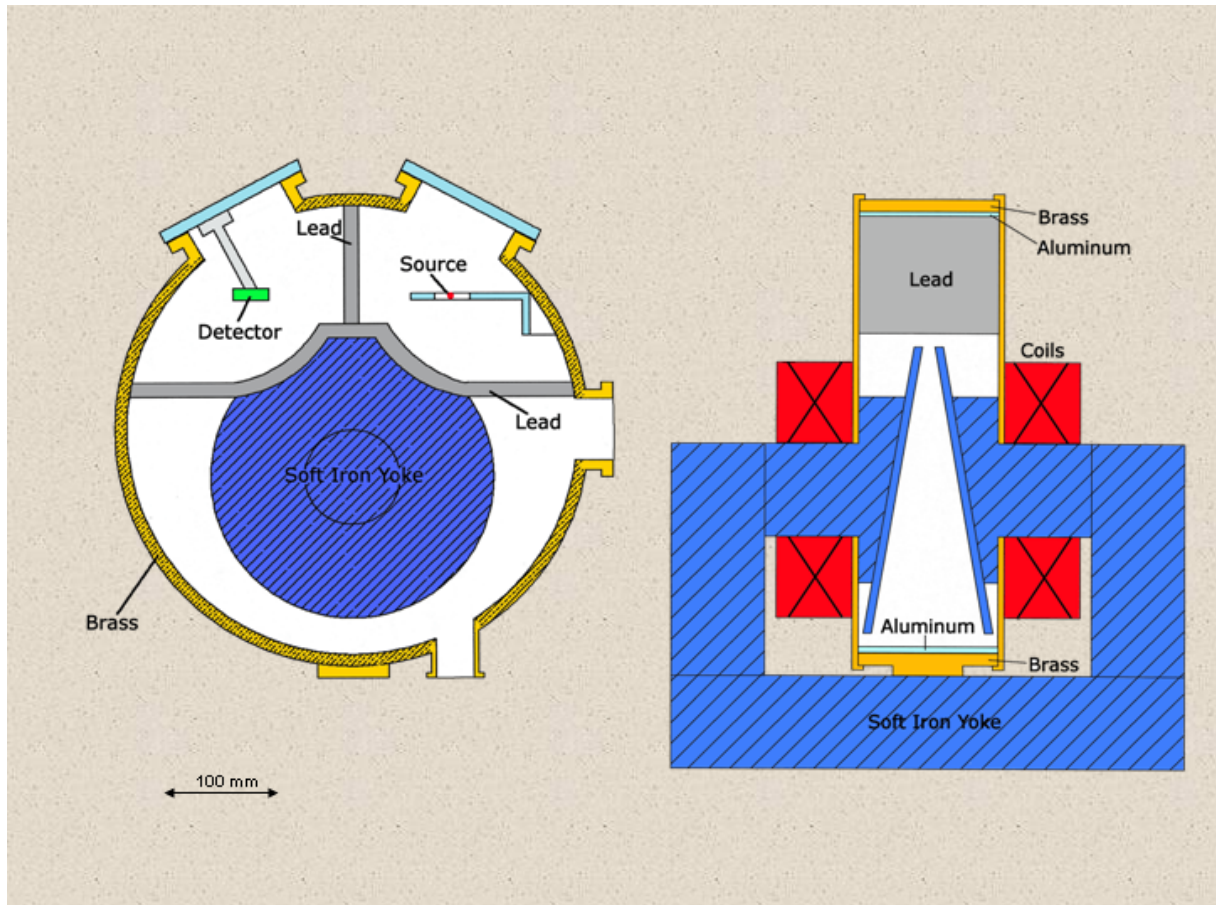 Lead
Source
Detector
Lead
Soft Iron Yoke
Brass
100 mm
Brass
Aluminum
Lead
Coils
Aluminum
Brass
Soft Iron Yoke